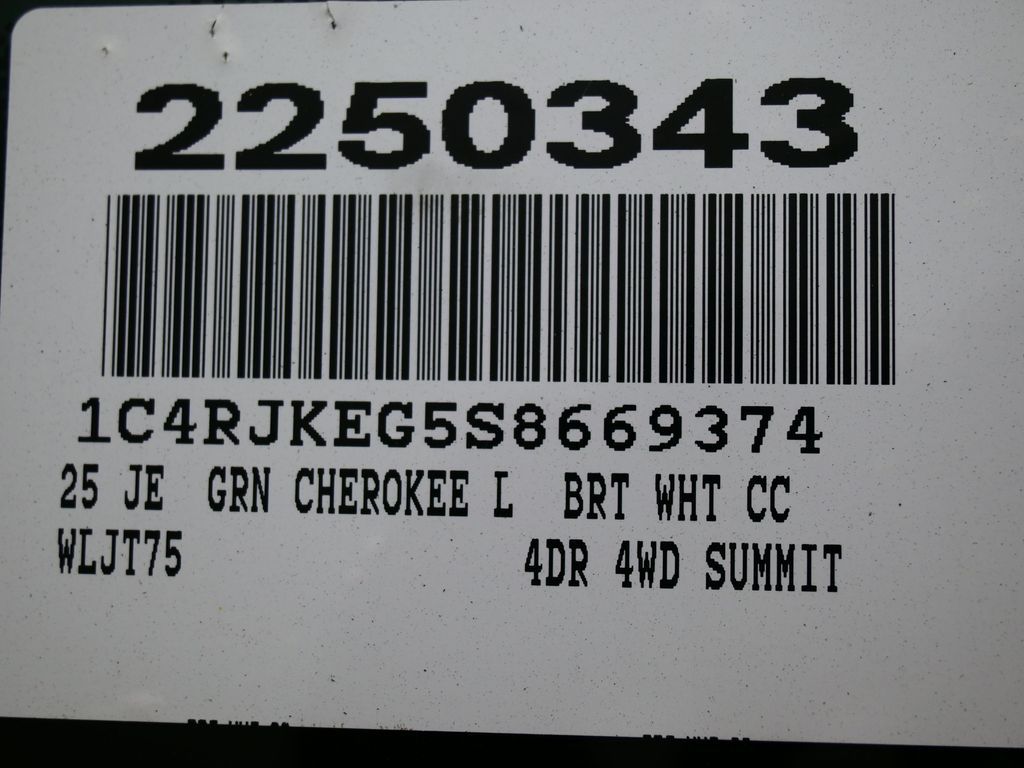 2250343
1C4RJKEG5S8669374
25 JE GRN CHEROKEE L BRT WHT CC
WLJT75 4DR 4WD SUMMIT